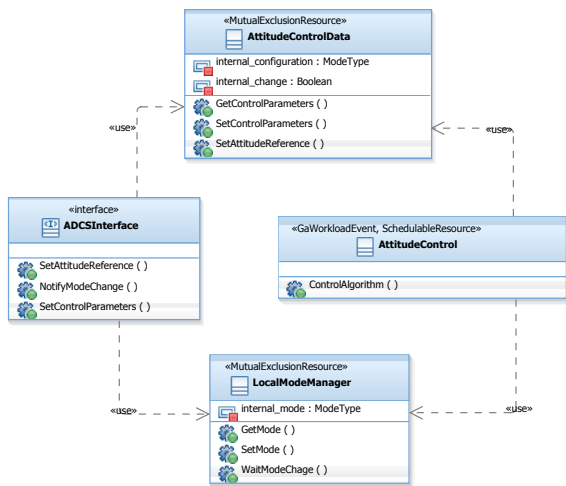 «MutualExclusionResource»
AttitudeControlData
internal_configuration : ModeType
internal_change : Boolean
GetControlParameters ( )
SetControlParameters ( )
SetAttitudeReference ( )
«use»
«use»
«interface»
ADCSInterface
SetAttitudeReference ( )
NotifyModeChange ( )
SetControlParameters ( )
«GaWorkloadEvent, SchedulableResource»
AttitudeControl
ControlAlgorithm ( )
«MutualExclusionResource»
LocalModeManager
internal_mode : ModeType
GetMode ( )
SetMode ( )
WaitModeChage ( )
«use»
«use»